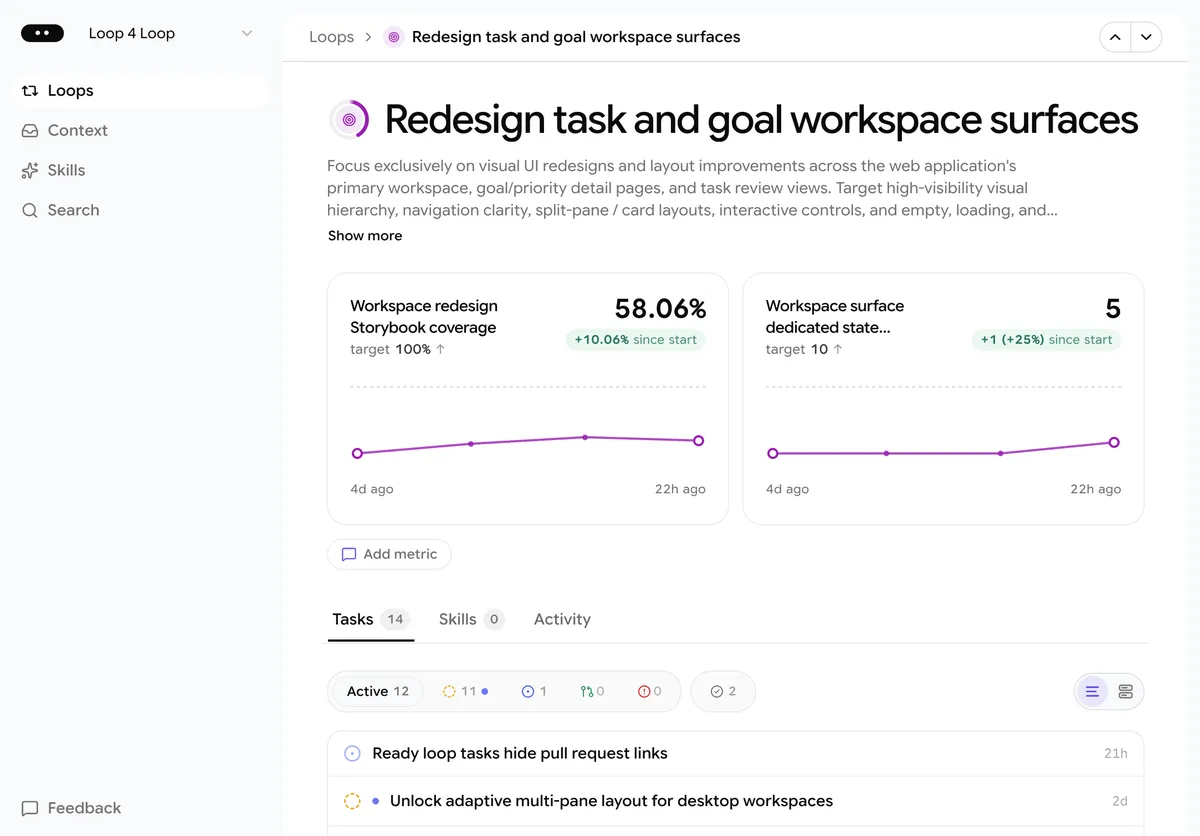 Loop 4 Loop
Loops
Context
Skills
Search
Feedback
Loops > Redesign task and goal workspace surfaces
Redesign task and goal workspace surfaces
Focus exclusively on visual UI redesigns and layout improvements across the web application's
primary workspace, goal/priority detail pages, and task review views. Target high-visibility visual
hierarchy, navigation clarity, split-pane / card layouts, interactive controls, and empty, loading, and...
Show more
Workspace redesign
Storybook coverage
target 100% ↑
58.06%
+10.06% since start
4d ago
22h ago
Workspace surface
dedicated state...
target 10 ↑
5
+1 (+25%) since start
4d ago
22h ago
Add metric
Tasks 14
Skills 0
Activity
Active 12
11
1
0
0
2
Ready loop tasks hide pull request links
21h
Unlock adaptive multi-pane layout for desktop workspaces
2d